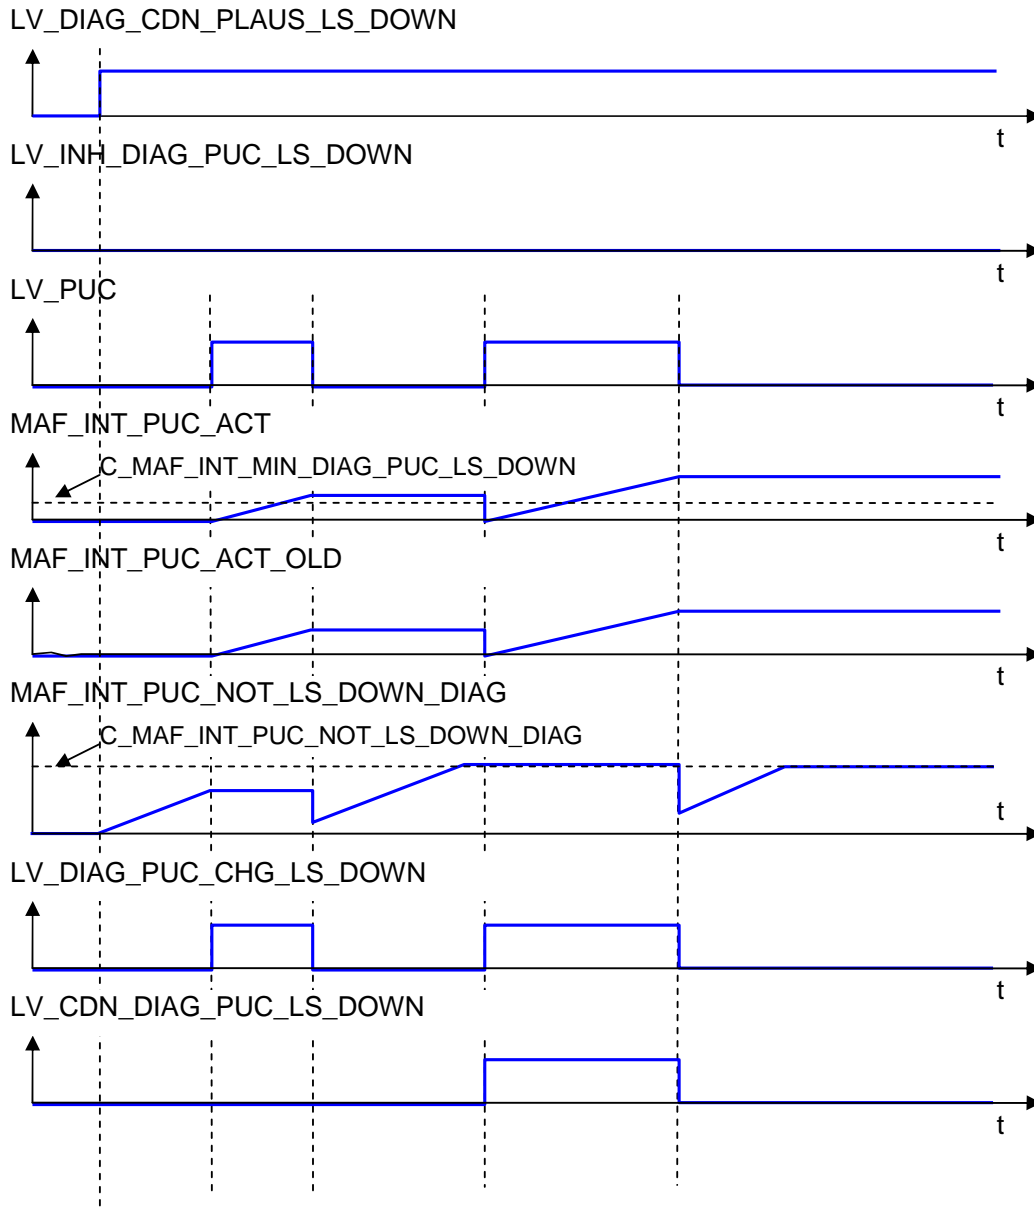 LV_DIAG_CDN_PLAUS_LS_DOWN
t
LV_INH_DIAG_PUC_LS_DOWN
t
LV_PUC
t
MAF_INT_PUC_ACT
C_MAF_INT_MIN_DIAG_PUC_LS_DOWN
t
MAF_INT_PUC_ACT_OLD
t
MAF_INT_PUC_NOT_LS_DOWN_DIAG
C_MAF_INT_PUC_NOT_LS_DOWN_DIAG
t
LV_DIAG_PUC_CHG_LS_DOWN
t
LV_CDN_DIAG_PUC_LS_DOWN
t